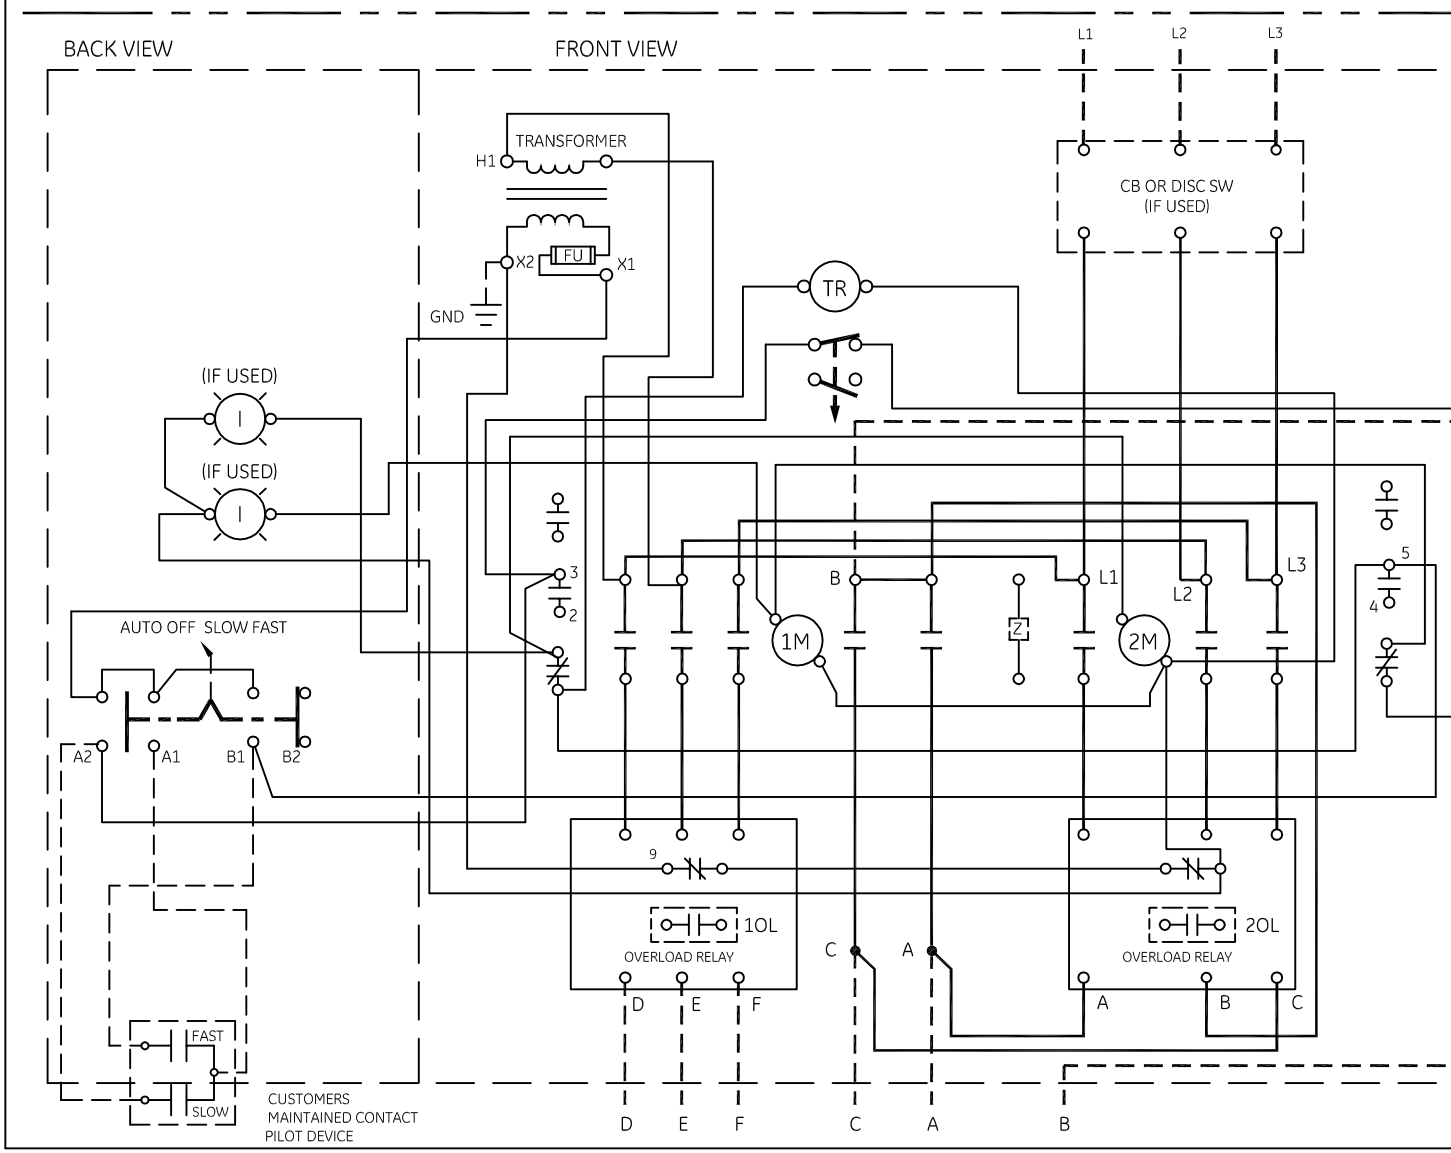 BACK VIEW
FRONT VIEW
L1
L2
L3
TRANSFORMER
H1
CB OR DISC SW
(IF USED)
FU
X2
X1
GND
TR
(IF USED)
I
(IF USED)
I
3
2
B
L1
L2
L3
5
4
Z
1M
2M
AUTO OFF SLOW FAST
A2
A1
B1
B2
9
1OL
OVERLOAD RELAY
2OL
OVERLOAD RELAY
C
A
D
E
F
A
B
C
FAST
SLOW
CUSTOMERS
MAINTAINED CONTACT
PILOT DEVICE
D
E
F
C
A
B